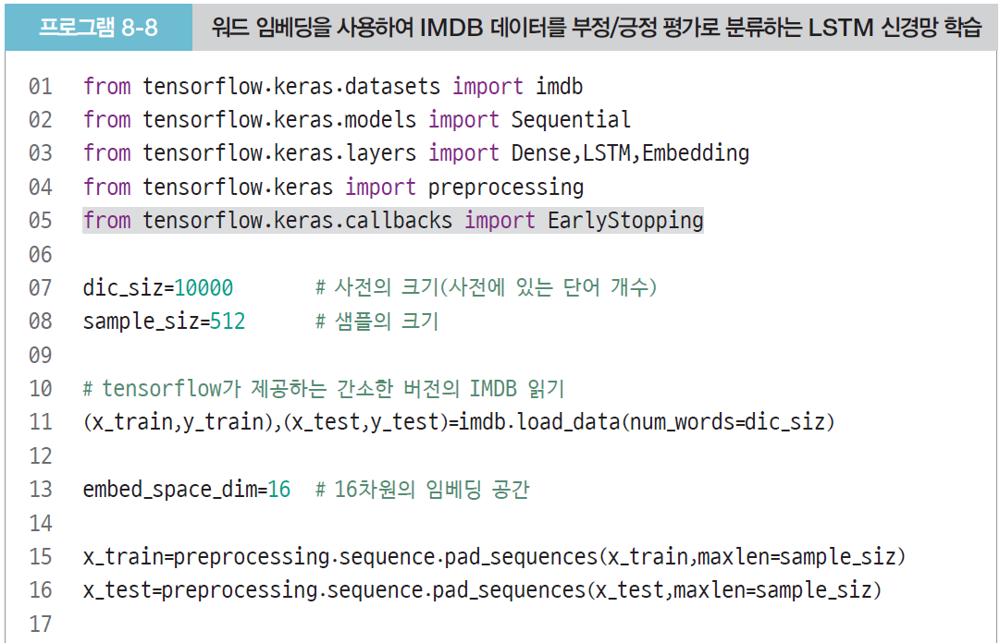 프로그램 8-8 워드 임베딩을 사용하여 IMDB 데이터를 부정/긍정 평가로 분류하는 LSTM 신경망 학습
01 from tensorflow.keras.datasets import imdb
02 from tensorflow.keras.models import Sequential
03 from tensorflow.keras.layers import Dense,LSTM,Embedding
04 from tensorflow.keras import preprocessing
05 from tensorflow.keras.callbacks import EarlyStopping
06
07 dic_siz=10000 # 사전의 크기(사전에 있는 단어 개수)
08 sample_siz=512 # 샘플의 크기
09
10 # tensorflow가 제공하는 간소한 버전의 IMDB 읽기
11 (x_train,y_train),(x_test,y_test)=imdb.load_data(num_words=dic_siz)
12
13 embed_space_dim=16 # 16차원의 임베딩 공간
14
15 x_train=preprocessing.sequence.pad_sequences(x_train,maxlen=sample_siz)
16 x_test=preprocessing.sequence.pad_sequences(x_test,maxlen=sample_siz)
17